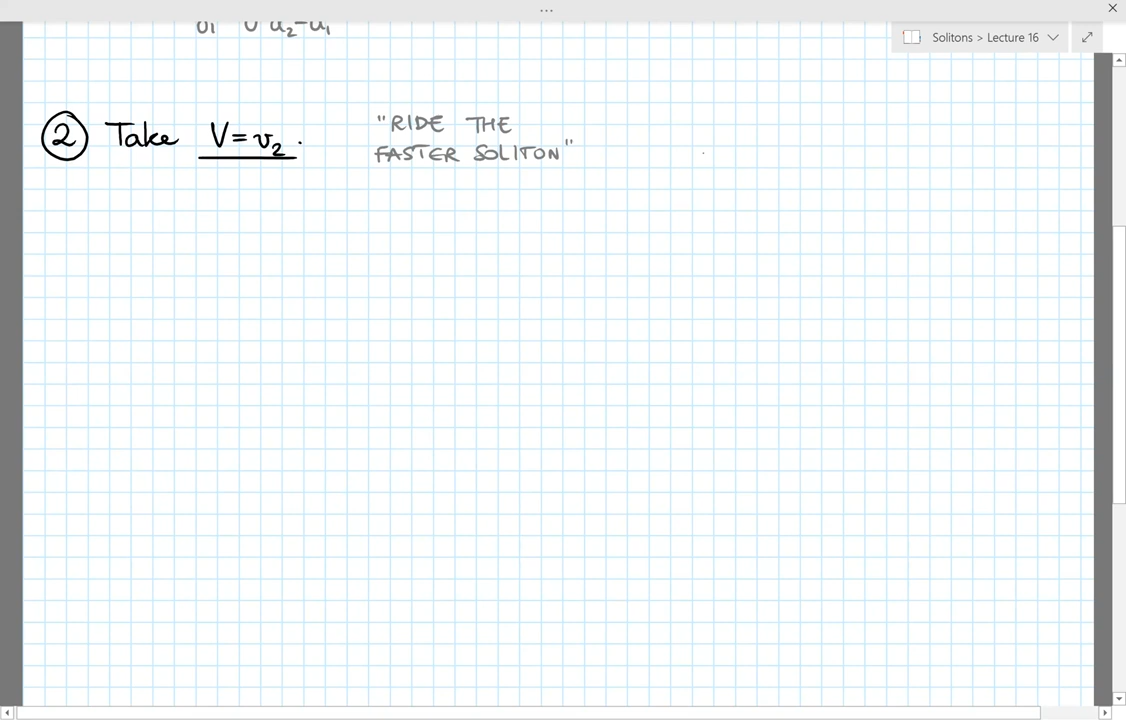 Solitons > Lecture 16
② Take V = v₂.
"RIDE THE
FASTER SOLITON"